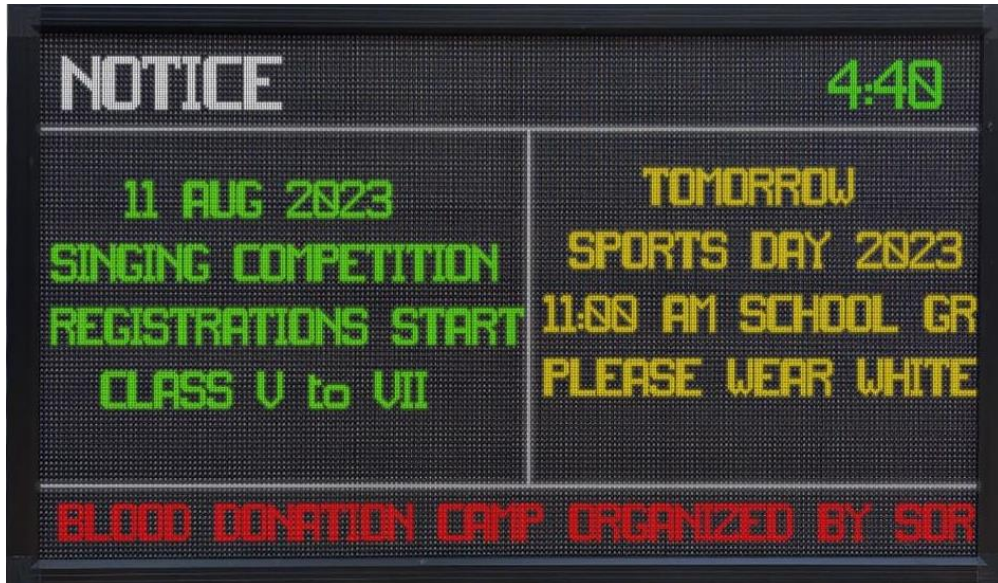 NOTICE
4:40
11 AUG 2023
SINGING COMPETITION
REGISTRATIONS START
CLASS V to VII
TOMORROW
SPORTS DAY 2023
11:00 AM SCHOOL GR
PLEASE WEAR WHITE
BLOOD DONATION CAMP ORGANIZED BY SOR